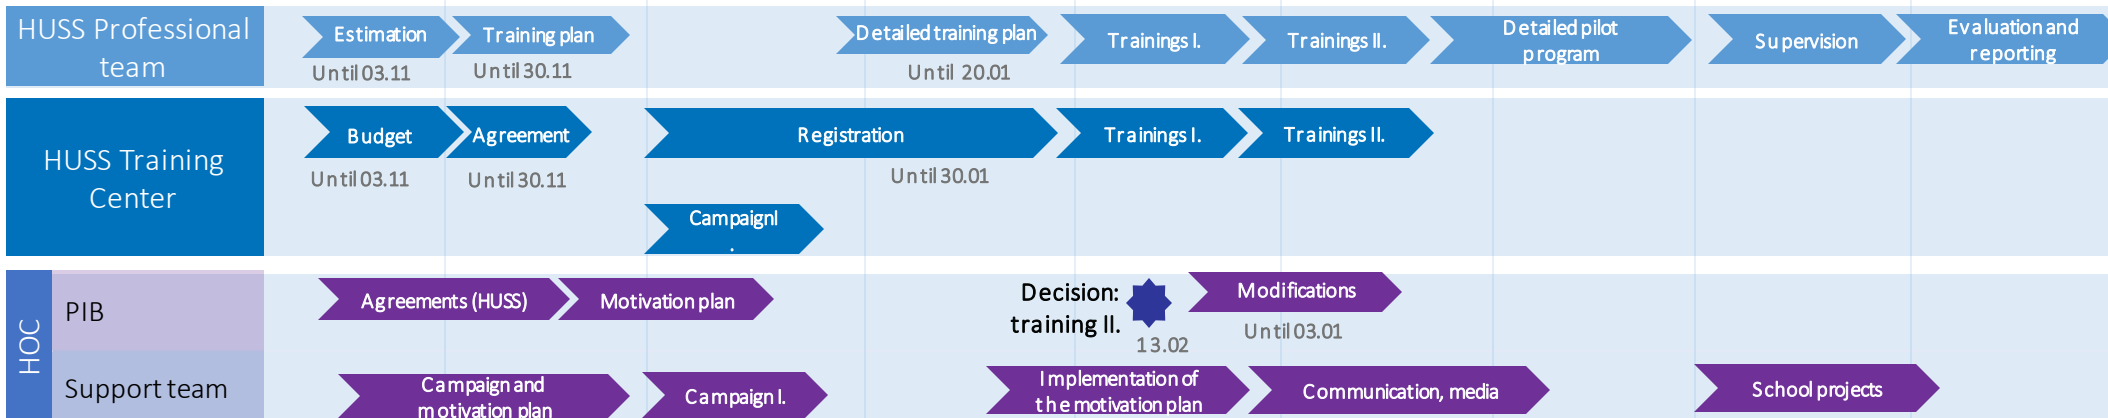 HUSS Professional
team
Estimation
Training plan
Detailed training plan
Trainings I.
Trainings II.
Detailed pilot
program
Supervision
Evaluation and
reporting
Until 03.11
Until 30.11
Until 20.01
HUSS Training
Center
Budget
Agreement
Registration
Trainings I.
Trainings II.
Until 03.11
Until 30.11
Until 30.01
CampaignI
.
HOC
PIB
Agreements (HUSS)
Motivation plan
Decision:
training II.
13.02
Modifications
Until 03.01
Support team
Campaign and
motivation plan
Campaign I.
Implementation of
the motivation plan
Communication, media
School projects